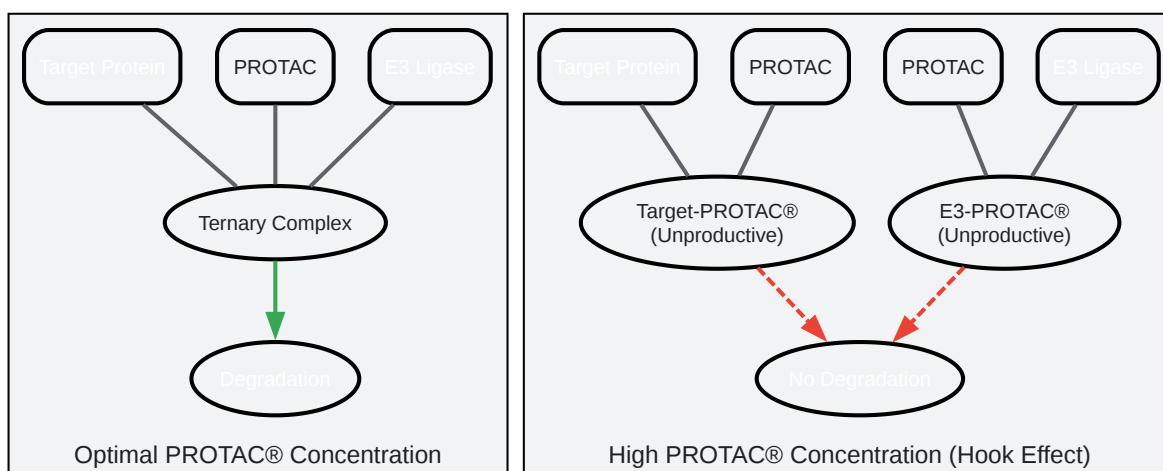 Target Protein
PROTAC
E3 Ligase
Ternary Complex
Degradation
Optimal PROTAC® Concentration
Target Protein
PROTAC
PROTAC
E3 Ligase
Target-PROTAC®
(Unproductive)
E3-PROTAC®
(Unproductive)
No Degradation
High PROTAC® Concentration (Hook Effect)